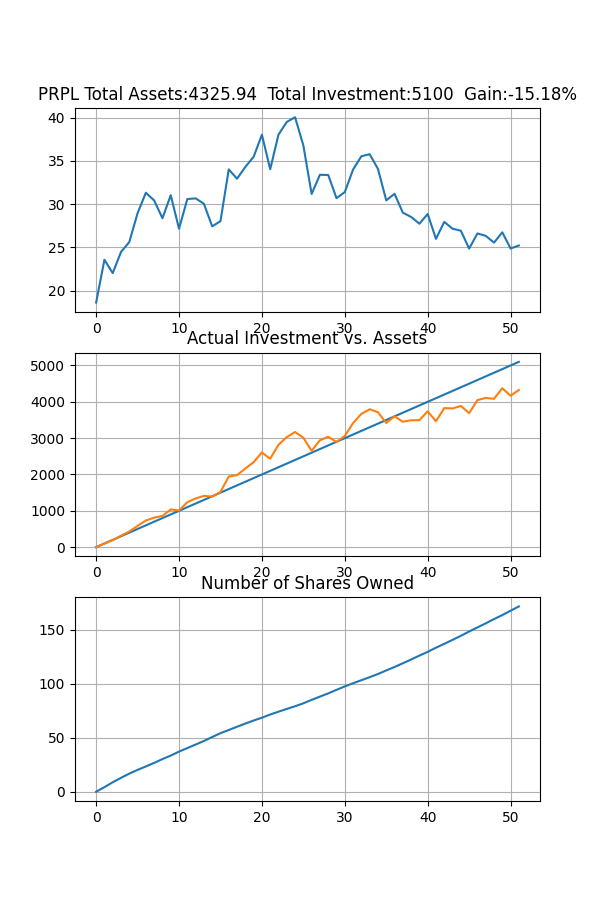 PRPL Total Assets:4325.94  Total Investment:5100  Gain:-15.18%
40
35
30
25
20
0 10 20 30 40 50
Actual Investment vs. Assets
5000
4000
3000
2000
1000
0
0 10 20 30 40 50
Number of Shares Owned
150
100
50
0
0 10 20 30 40 50